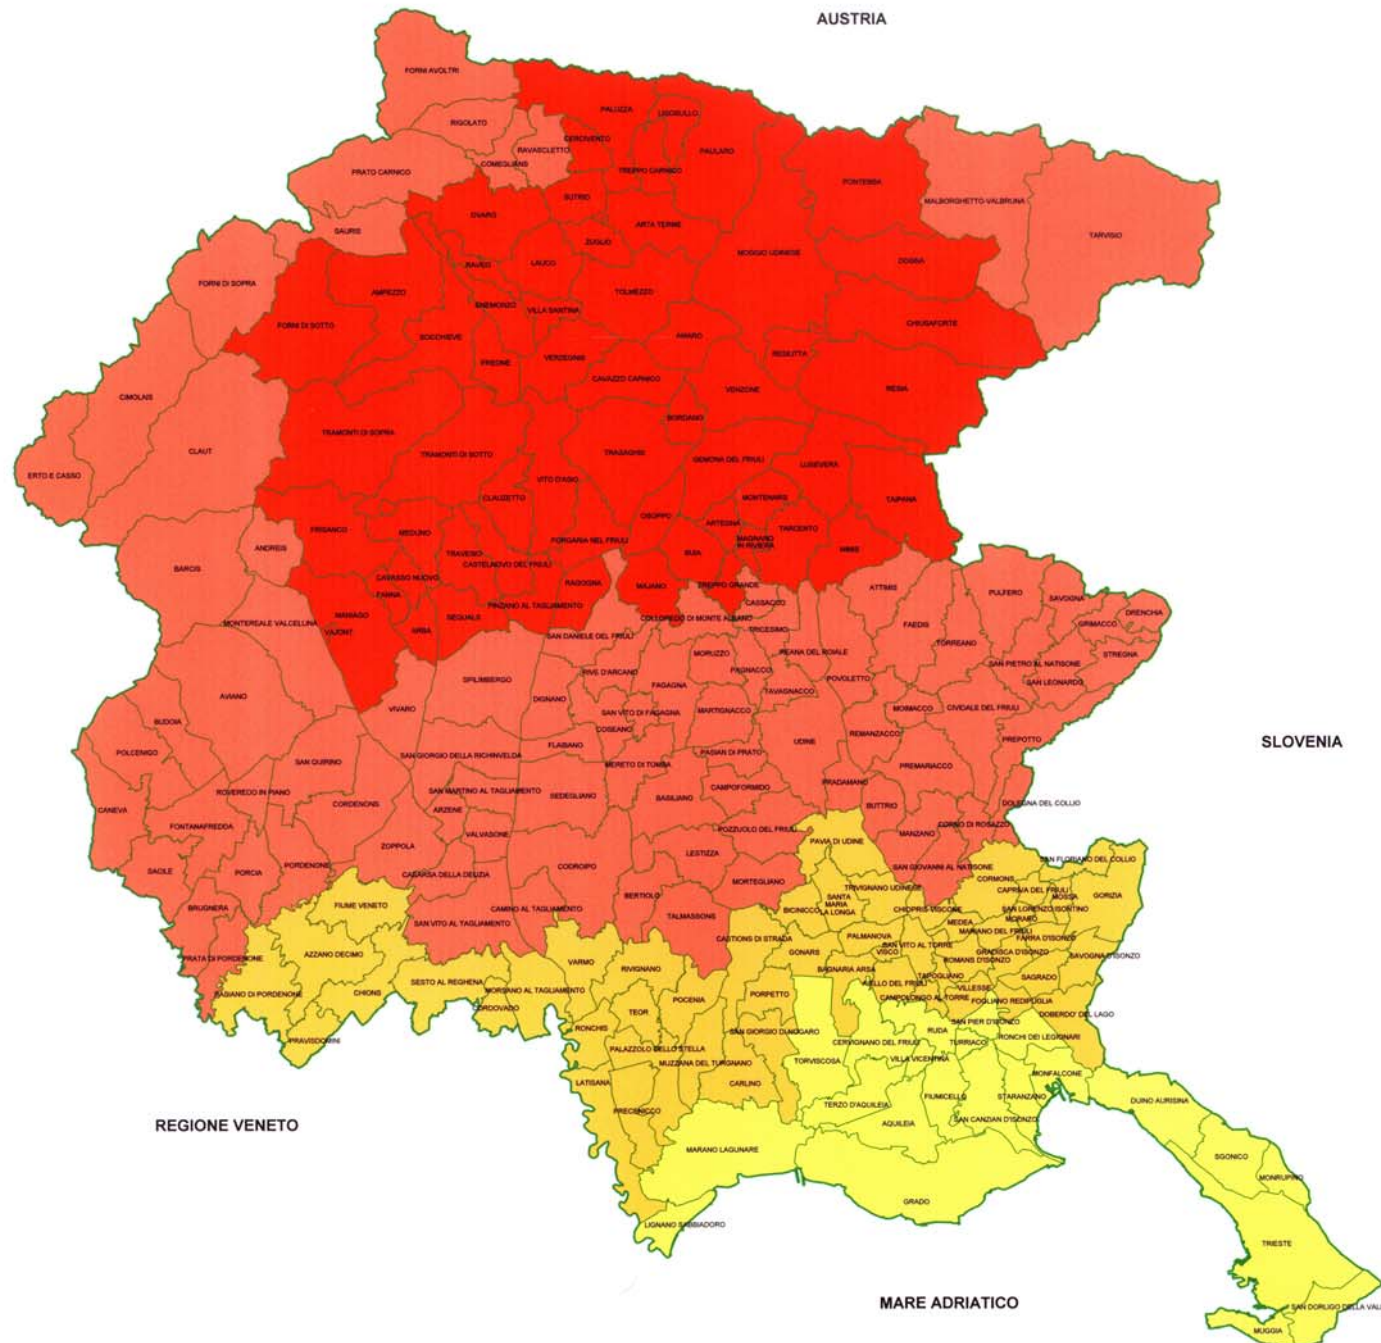 AUSTRIA
FORNI AVOLTRI
PALUZZA
LIGOSULLO
RIGOLATO
CERCIVENTO
RAVASCLETTO
PAULARO
COMEGLIANS
TREPPO CARNICO
PRATO CARNICO
PONTEBBA
SUTRIO
MALBORGHETTO-VALBRUNA
OVARO
ARTA TERME
SAURIS
TARVISIO
ZUGLIO
MOGGIO UDINESE
DOGNA
LAUCO
RAVEO
FORNI DI SOPRA
AMPEZZO
TOLMEZZO
ENEMONZO
VILLA SANTINA
CHIUSAFORTE
FORNI DI SOTTO
SOCCHIEVE
AMARO
RESIUTTA
PREONE
VERZEGNIS
CAVAZZO CARNICO
RESIA
VENZONE
CIMOLAIS
BORDANO
TRAMONTI DI SOPRA
CLAUT
TRAMONTI DI SOTTO
TRASAGHIS
GEMONA DEL FRIULI
LUSEVERA
ERTO E CASSO
VITO D'ASIO
CLAUZETTO
MONTENARS
TAIPANA
OSOPPO
FRISANCO
MEDUNO
ARTEGNA
TARCENTO
MAGNANO
IN RIVIERA
FORGARIA NEL FRIULI
ANDREIS
TRAVESIO
BUIA
NIMIS
CASTELNOVO DEL FRIULI
BARCIS
CAVASSO NUOVO
RAGOGNA
MAJANO
TREPPO GRANDE
ATTIMIS
FANNA
PULFERO
SAVOGNA
CASSACCO
PINZANO AL TAGLIAMENTO
DRENCHIA
MANIAGO
SEQUALS
COLLOREDO DI MONTE ALBANO
MONTEREALE VALCELLINA
GRIMACCO
FAEDIS
ARBA
VAJONT
TRICESIMO
SAN DANIELE DEL FRIULI
TORREANO
MORUZZO
REANA DEL ROIALE
STREGNA
SAN PIETRO AL NATISONE
PAGNACCO
RIVE D'ARCANO
SPILIMBERGO
POVOLETTO
SAN LEONARDO
FAGAGNA
TAVAGNACCO
AVIANO
DIGNANO
VIVARO
SAN VITO DI FAGAGNA
MARTIGNACCO
MOIMACCO
CIVIDALE DEL FRIULI
BUDOIA
COSEANO
REMANZACCO
UDINE
PREPOTTO
SLOVENIA
FLAIBANO
POLCENIGO
PASIAN DI PRATO
SAN GIORGIO DELLA RICHINVELDA
SAN QUIRINO
MERETO DI TOMBA
PREMARIACCO
PRADAMANO
CAMPOFORMIDO
SAN MARTINO AL TAGLIAMENTO
ROVEREDO IN PIANO
SEDEGLIANO
BASILIANO
CORDENONS
DOLEGNA DEL COLLIO
BUTTRIO
CANEVA
ARZENE
CORNO DI ROSAZZO
FONTANAFREDDA
POZZUOLO DEL FRIULI
MANZANO
VALVASONE
PAVIA DI UDINE
ZOPPOLA
LESTIZZA
SAN FLORIANO DEL COLLIO
PORDENONE
CODROIPO
SAN GIOVANNI AL NATISONE
SACILE
PORCIA
CASARSA DELLA DELIZIA
CORMONS
MORTEGLIANO
TRIVIGNANO UDINESE
CAPRIVA DEL FRIULI
BERTIOLO
SANTA
MARIA
LA LONGA
MOSSA
GORIZIA
CAMINO AL TAGLIAMENTO
FIUME VENETO
BRUGNERA
CHIOPRIS-VISCONE
SAN LORENZO ISONTINO
BICINICCO
TALMASSONS
MORARO
SAN VITO AL TAGLIAMENTO
MEDEA
MARIANO DEL FRIULI
PALMANOVA
FARRA D'ISONZO
CASTIONS DI STRADA
SAN VITO AL TORRE
GONARS
VISCO
GRADISCA D'ISONZO
AZZANO DECIMO
SAVOGNA D'ISONZO
PRATA DI PORDENONE
ROMANS D'ISONZO
VARMO
RIVIGNANO
BAGNARIA ARSA
TAPOGLIANO
SAGRADO
SESTO AL REGHENA
AIELLO DEL FRIULI
VILLESSE
MORSANO AL TAGLIAMENTO
CHIONS
PASIANO DI PORDENONE
PORPETTO
CAMPOLONGO AL TORRE
POCENIA
FOGLIANO REDIPUGLIA
CORDOVADO
TEOR
DOBERDO' DEL LAGO
SAN PIER D'ISONZO
RONCHIS
SAN GIORGIO DI NOGARO
RUDA
RONCHI DEI LEGIONARI
PRAVISDOMINI
CERVIGNANO DEL FRIULI
TURRIACO
PALAZZOLO DELLO STELLA
VILLA VICENTINA
TORVISCOSA
MUZZANA DEL TURGNANO
MONFALCONE
LATISANA
CARLINO
FIUMICELLO
STARANZANO
DUINO AURISINA
TERZO D'AQUILEIA
PRECENICCO
SAN CANZIAN D'ISONZO
REGIONE VENETO
AQUILEIA
MARANO LAGUNARE
SGONICO
MONRUPINO
GRADO
LIGNANO SABBIADORO
TRIESTE
MARE ADRIATICO
SAN DORLIGO DELLA VAL
MUGGIA